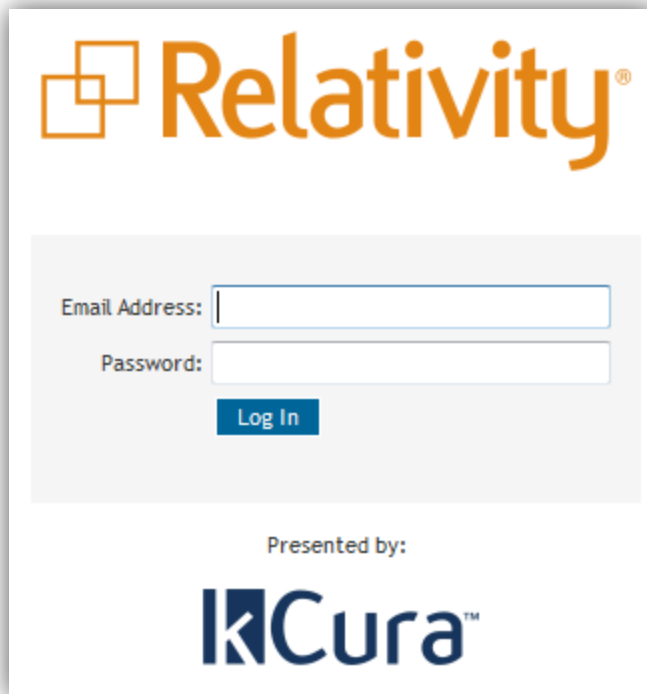 Relativity®
Email Address:
Password:
Log In
Presented by:
kCura™